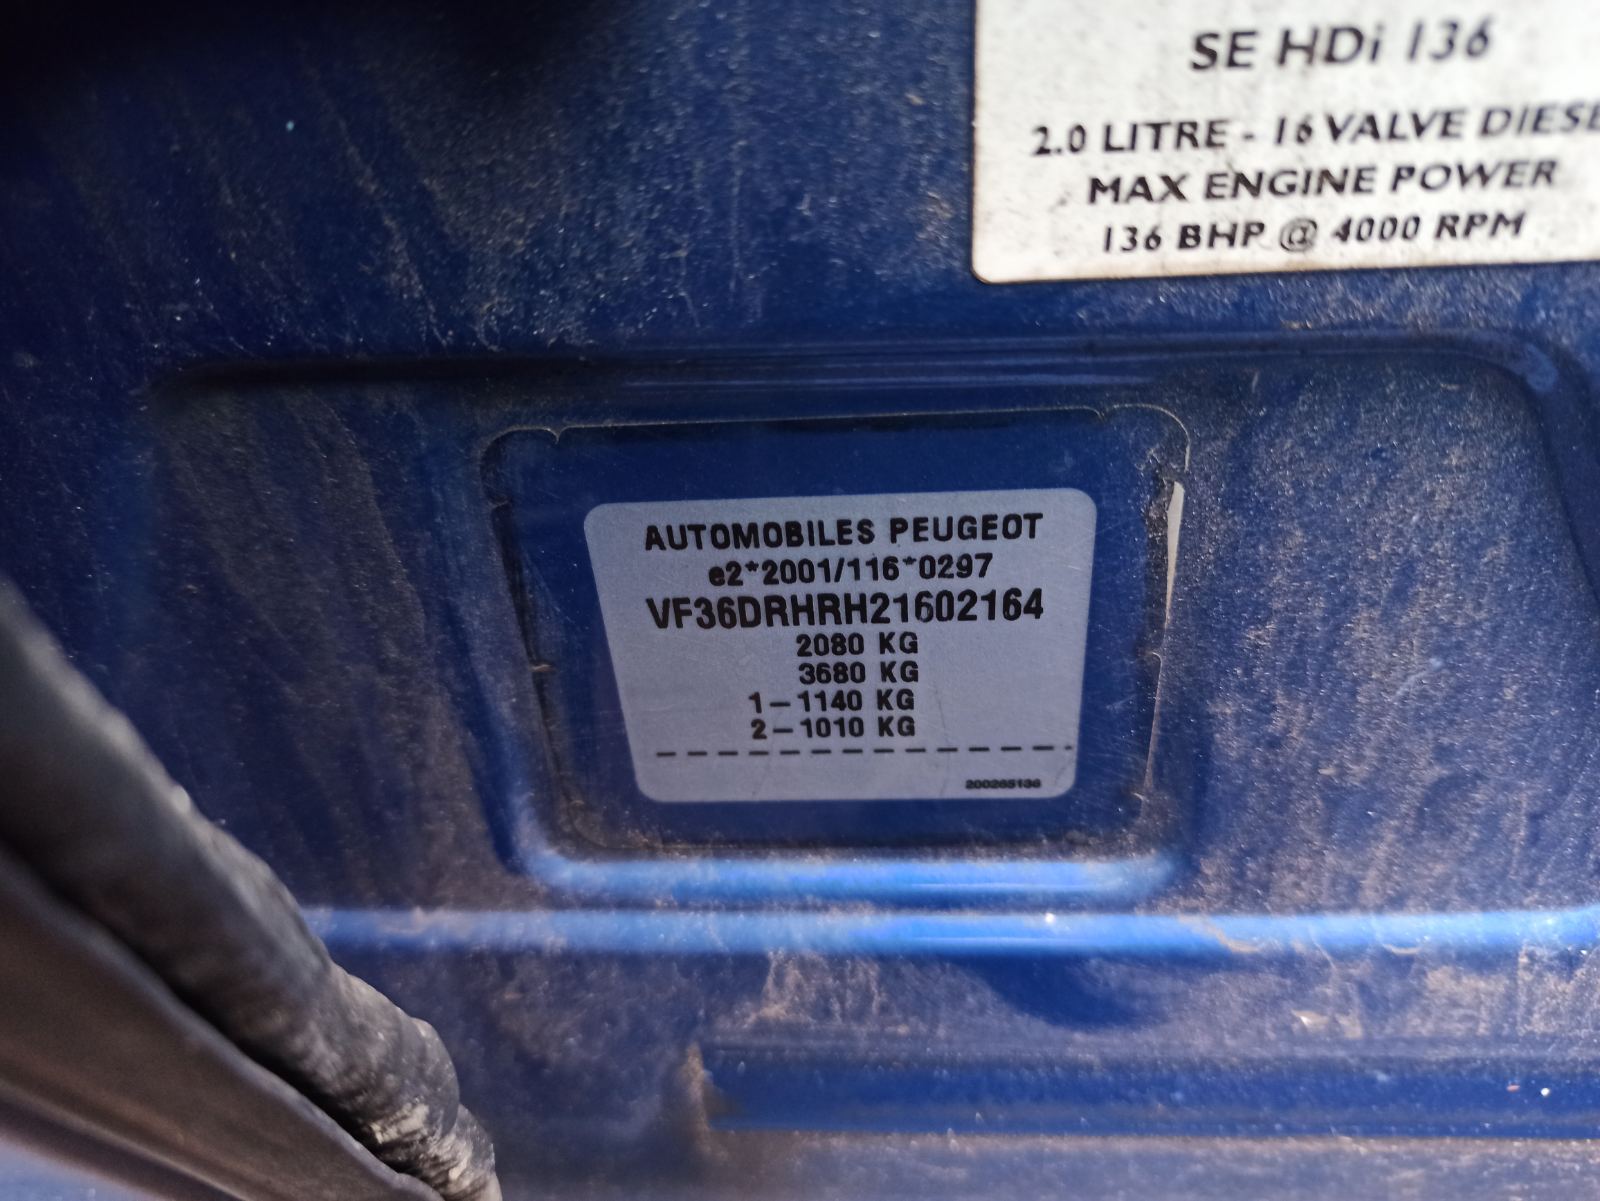 SE HDi 136
2.0 LITRE - 16 VALVE DIESE
MAX ENGINE POWER
136 BHP @ 4000 RPM
AUTOMOBILES PEUGEOT
e2*2001/116*0297
VF36DRHRH21602164
2080 KG
3680 KG
1-1140 KG
2-1010 KG
200265136